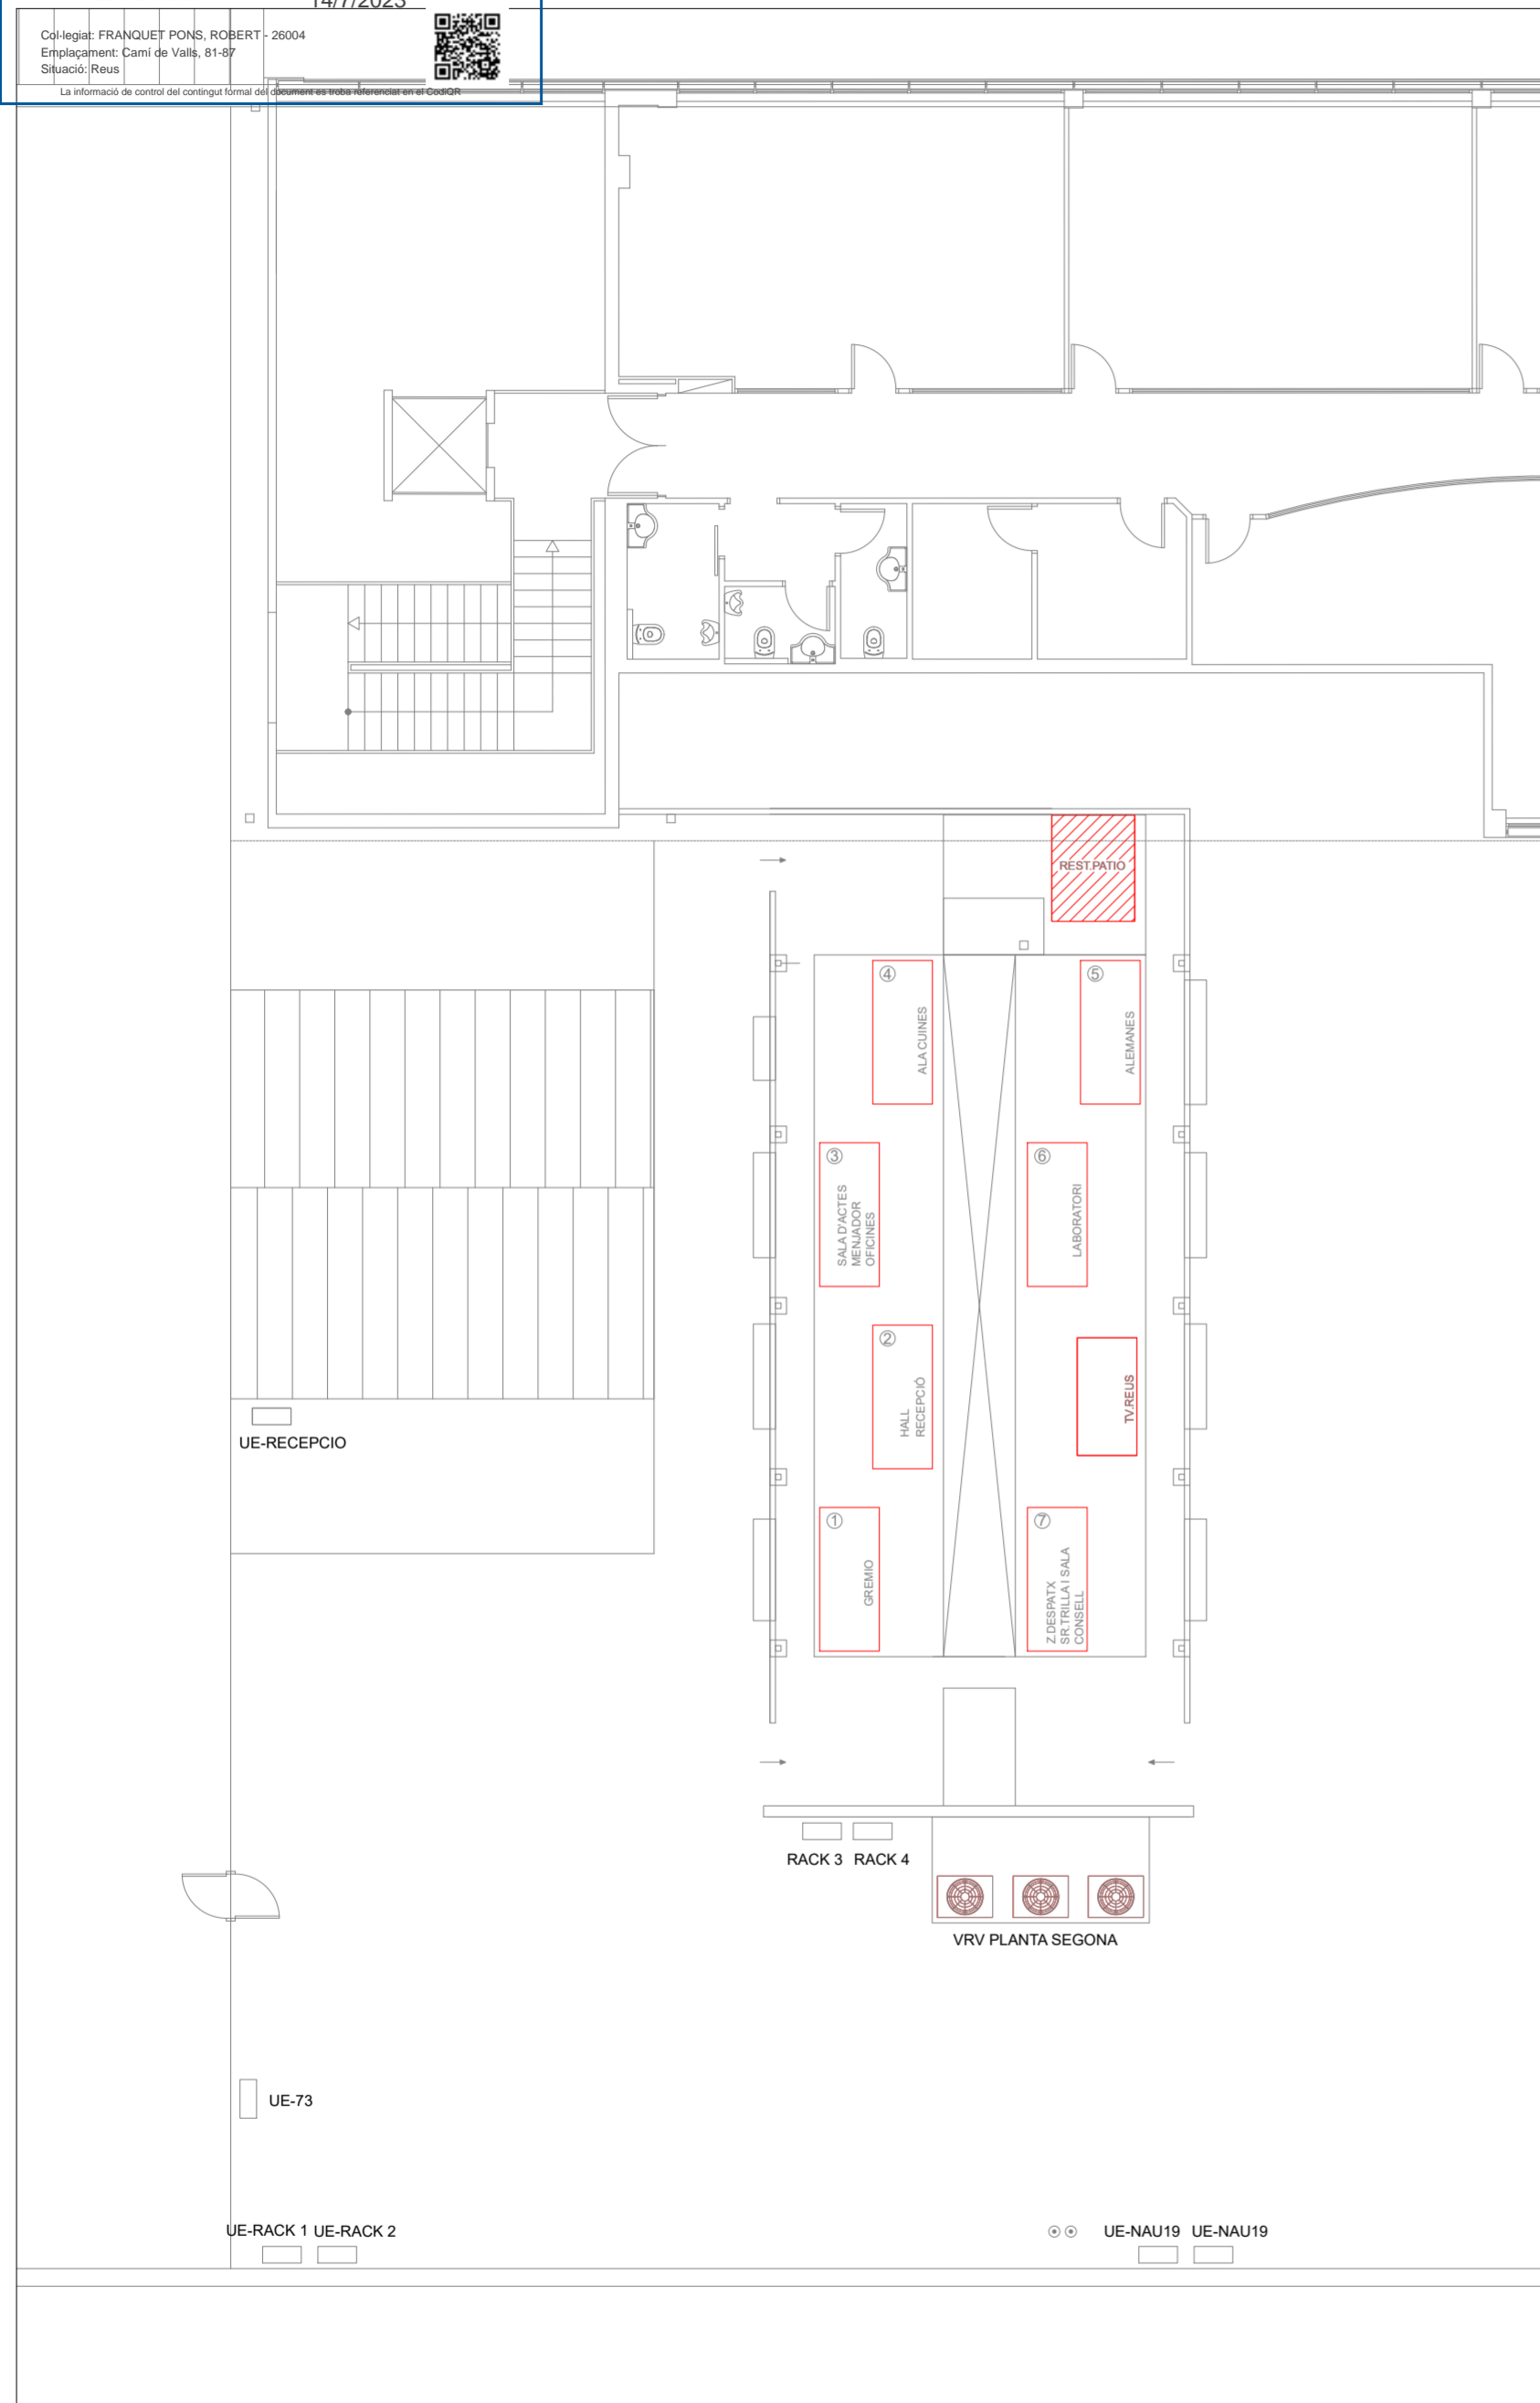 14/7/2023
Col·legiat: FRANQUET PONS, ROBERT - 26004
Emplaçament: Camí de Valls, 81-87
Situació: Reus
La informació de control del contingut formal del document es troba referenciat en el CodiQR
REST.PATIO
4
ALA CUINES
5
ALEMANES
3
SALA D'ACTES
MENJADOR
OFICINES
6
LABORATORI
2
HALL
RECEPCIÓ
TV.REUS
UE-RECEPCIO
1
GREMIO
7
Z.DESPATX
SR.TRILLA I SALA
CONSELL
RACK 3 RACK 4
VRV PLANTA SEGONA
UE-73
UE-RACK 1 UE-RACK 2
UE-NAU19 UE-NAU19